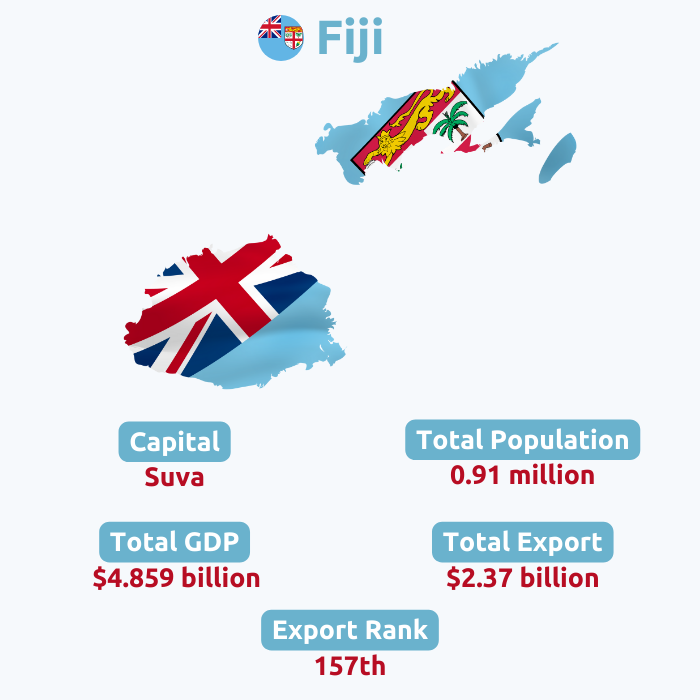 Fiji
Capital
Suva
Total Population
0.91 million
Total GDP
$4.859 billion
Total Export
$2.37 billion
Export Rank
157th